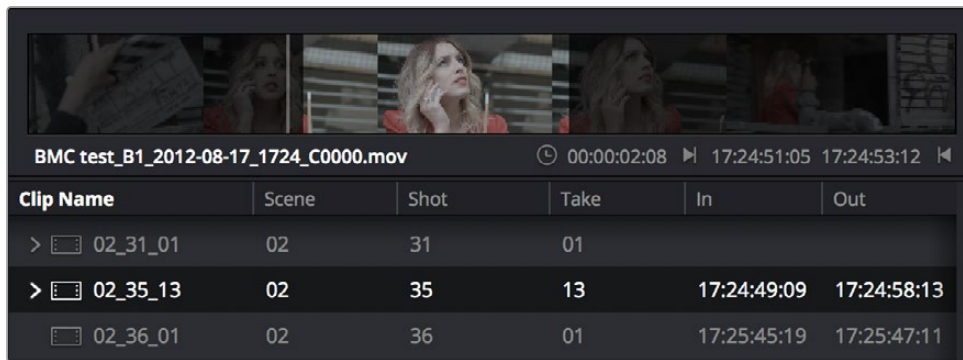 BMC test_B1_2012-08-17_1724_C0000.mov 00:00:02:08 17:24:51:05 17:24:53:12
Clip Name Scene Shot Take In Out
02_31_01 02 31 01
02_35_13 02 35 13 17:24:49:09 17:24:58:13
02_36_01 02 36 01 17:25:45:19 17:25:47:11